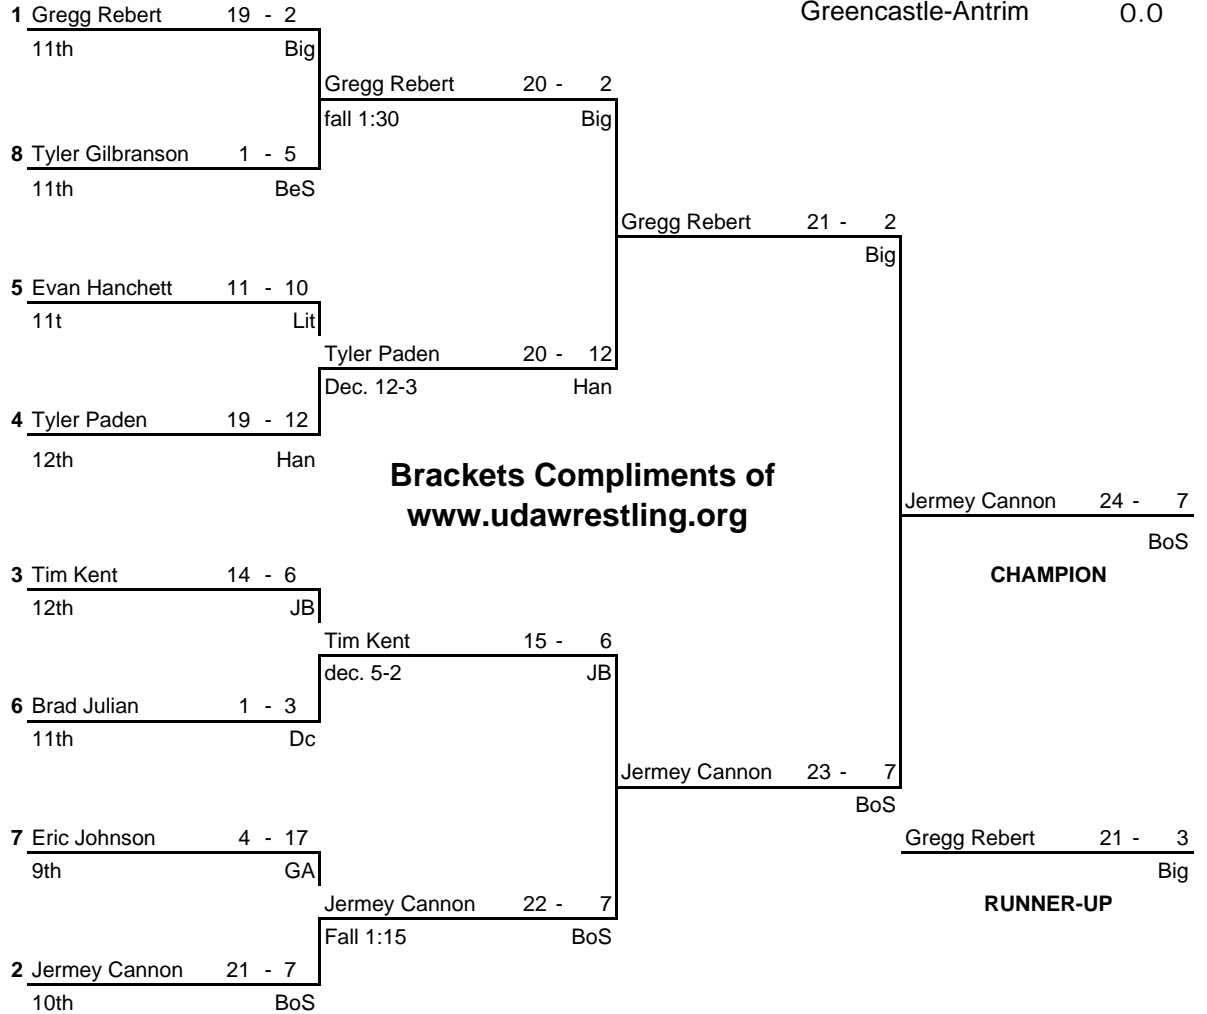 1 Gregg Rebert 19 - 2
Greencastle-Antrim 0.0
11th Big
Gregg Rebert 20 - 2
fall 1:30 Big
8 Tyler Gilbranson 1 - 5
11th BeS
Gregg Rebert 21 - 2
Big
5 Evan Hanchett 11 - 10
11t Lit
Tyler Paden 20 - 12
Dec. 12-3 Han
4 Tyler Paden 19 - 12
12th Han
Brackets Compliments of
www.udawrestling.org
Jermey Cannon 24 - 7
BoS
CHAMPION
3 Tim Kent 14 - 6
12th JB
Tim Kent 15 - 6
dec. 5-2 JB
6 Brad Julian 1 - 3
11th Dc
Jermey Cannon 23 - 7
BoS
7 Eric Johnson 4 - 17
9th GA
Gregg Rebert 21 - 3
Big
RUNNER-UP
Jermey Cannon 22 - 7
Fall 1:15 BoS
2 Jermey Cannon 21 - 7
10th BoS